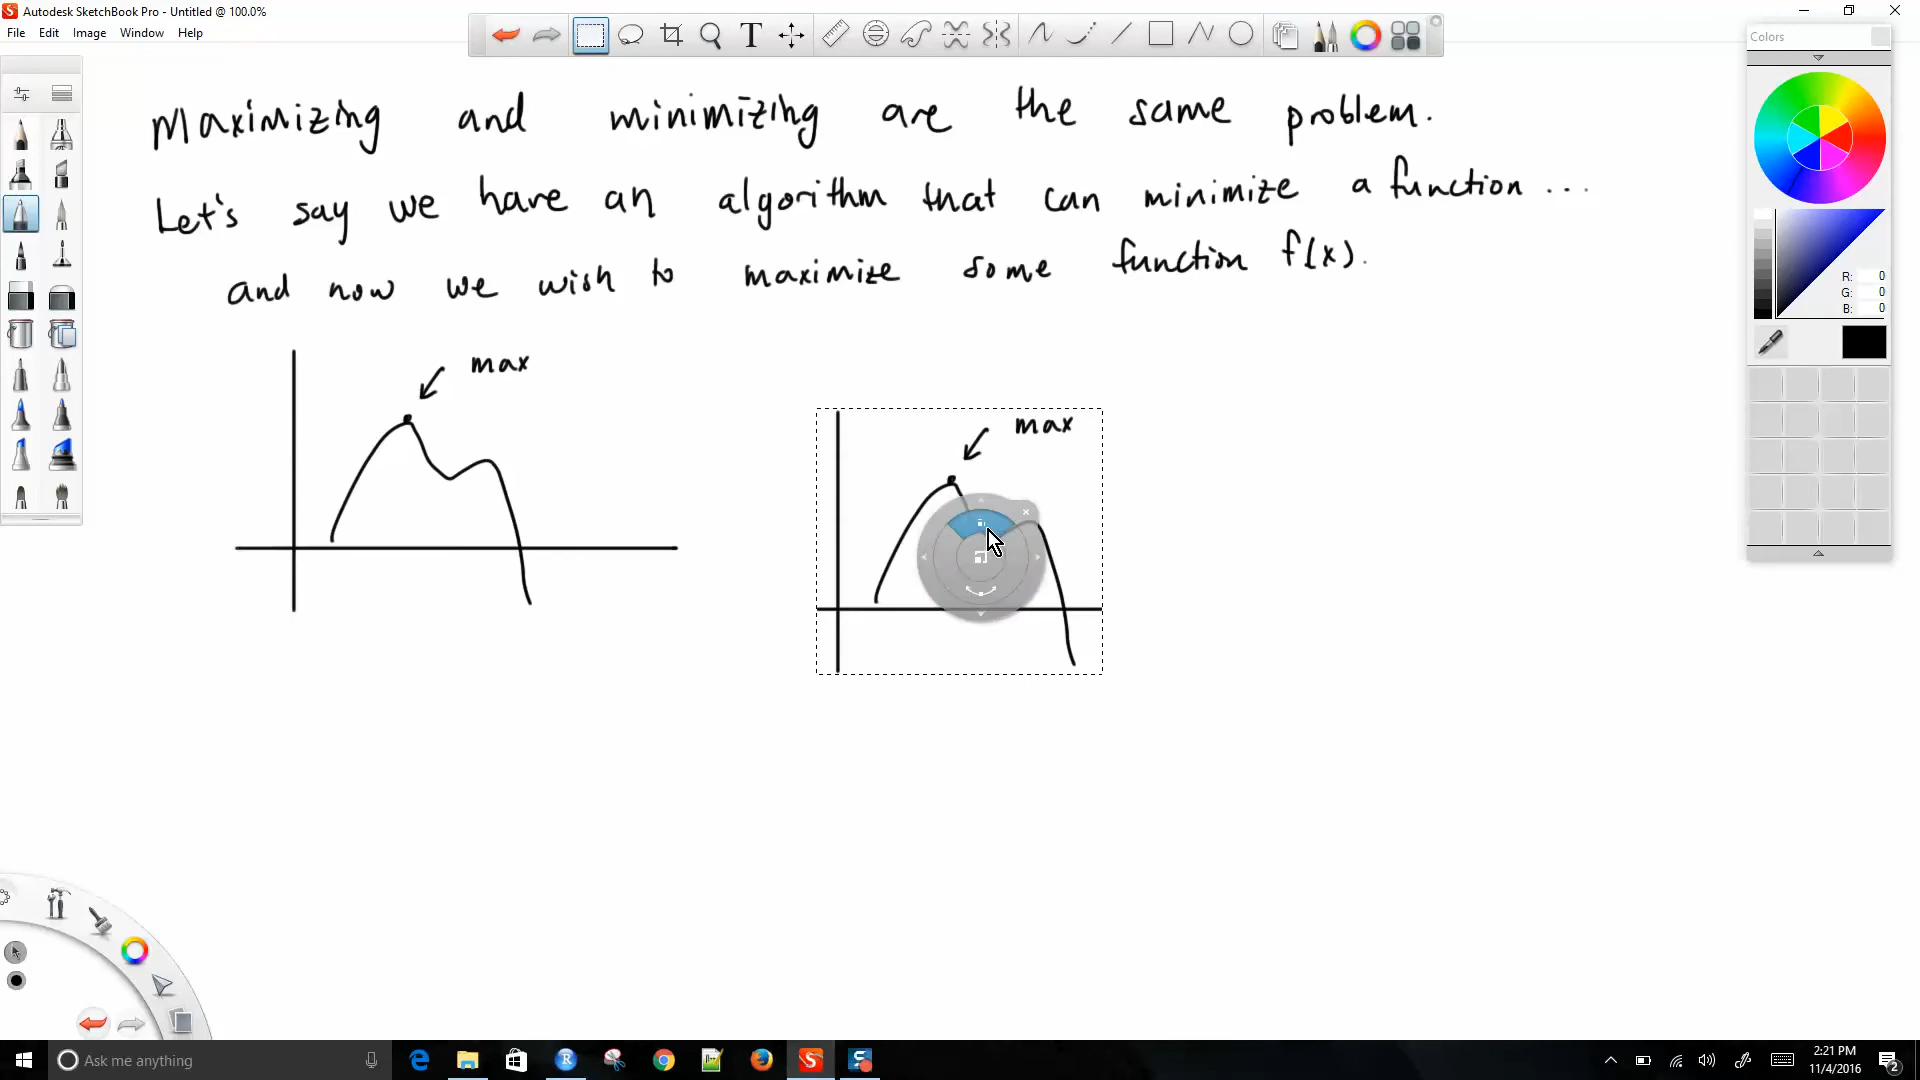 Autodesk SketchBook Pro - Untitled @ 100.0%
File Edit Image Window Help
T
Colors
Maximizing and minimizing are the same problem.
Let's say we have an algorithm that can minimize a function ...
and now we wish to maximize some function f(x).
R: 0
G: 0
B: 0
max
max
Ask me anything
2:21 PM
11/4/2016
2